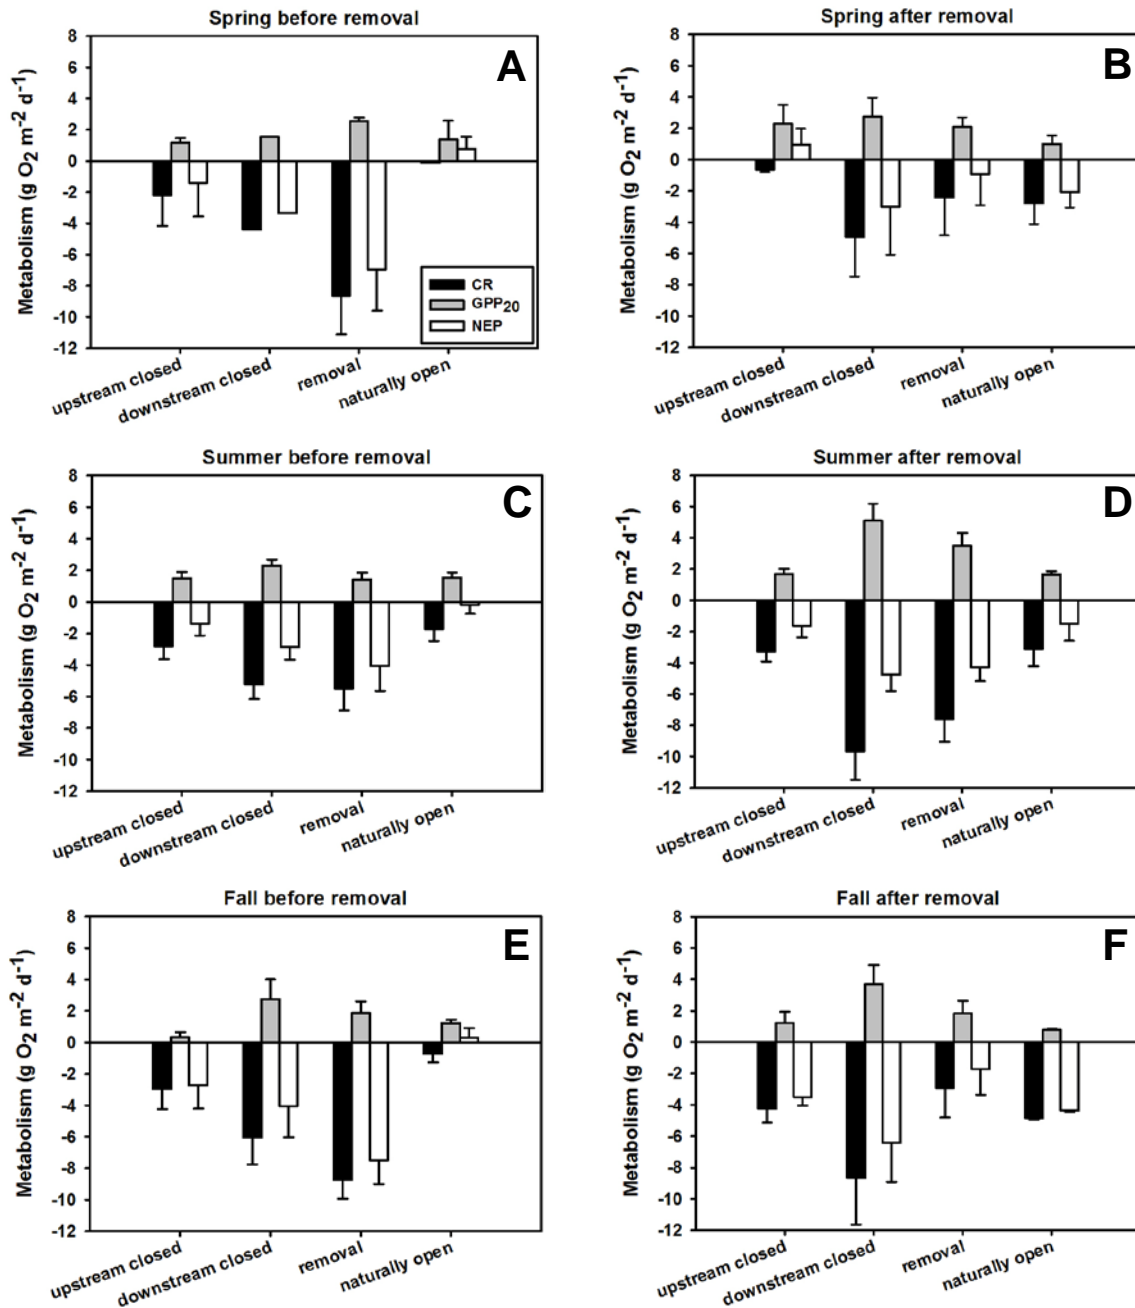 Spring before removal
A
Metabolism (g O₂ m⁻² d⁻¹)
8
6
4
2
0
-2
-4
-6
-8
-10
-12
CR
GPP₂₀
NEP
upstream closed
downstream closed
removal
naturally open
Spring after removal
B
Metabolism (g O₂ m⁻² d⁻¹)
8
6
4
2
0
-2
-4
-6
-8
-10
-12
upstream closed
downstream closed
removal
naturally open
Summer before removal
C
Metabolism (g O₂ m⁻² d⁻¹)
8
6
4
2
0
-2
-4
-6
-8
-10
-12
upstream closed
downstream closed
removal
naturally open
Summer after removal
D
Metabolism (g O₂ m⁻² d⁻¹)
8
6
4
2
0
-2
-4
-6
-8
-10
-12
upstream closed
downstream closed
removal
naturally open
Fall before removal
E
Metabolism (g O₂ m⁻² d⁻¹)
8
6
4
2
0
-2
-4
-6
-8
-10
-12
upstream closed
downstream closed
removal
naturally open
Fall after removal
F
Metabolism (g O₂ m⁻² d⁻¹)
8
6
4
2
0
-2
-4
-6
-8
-10
-12
upstream closed
downstream closed
removal
naturally open